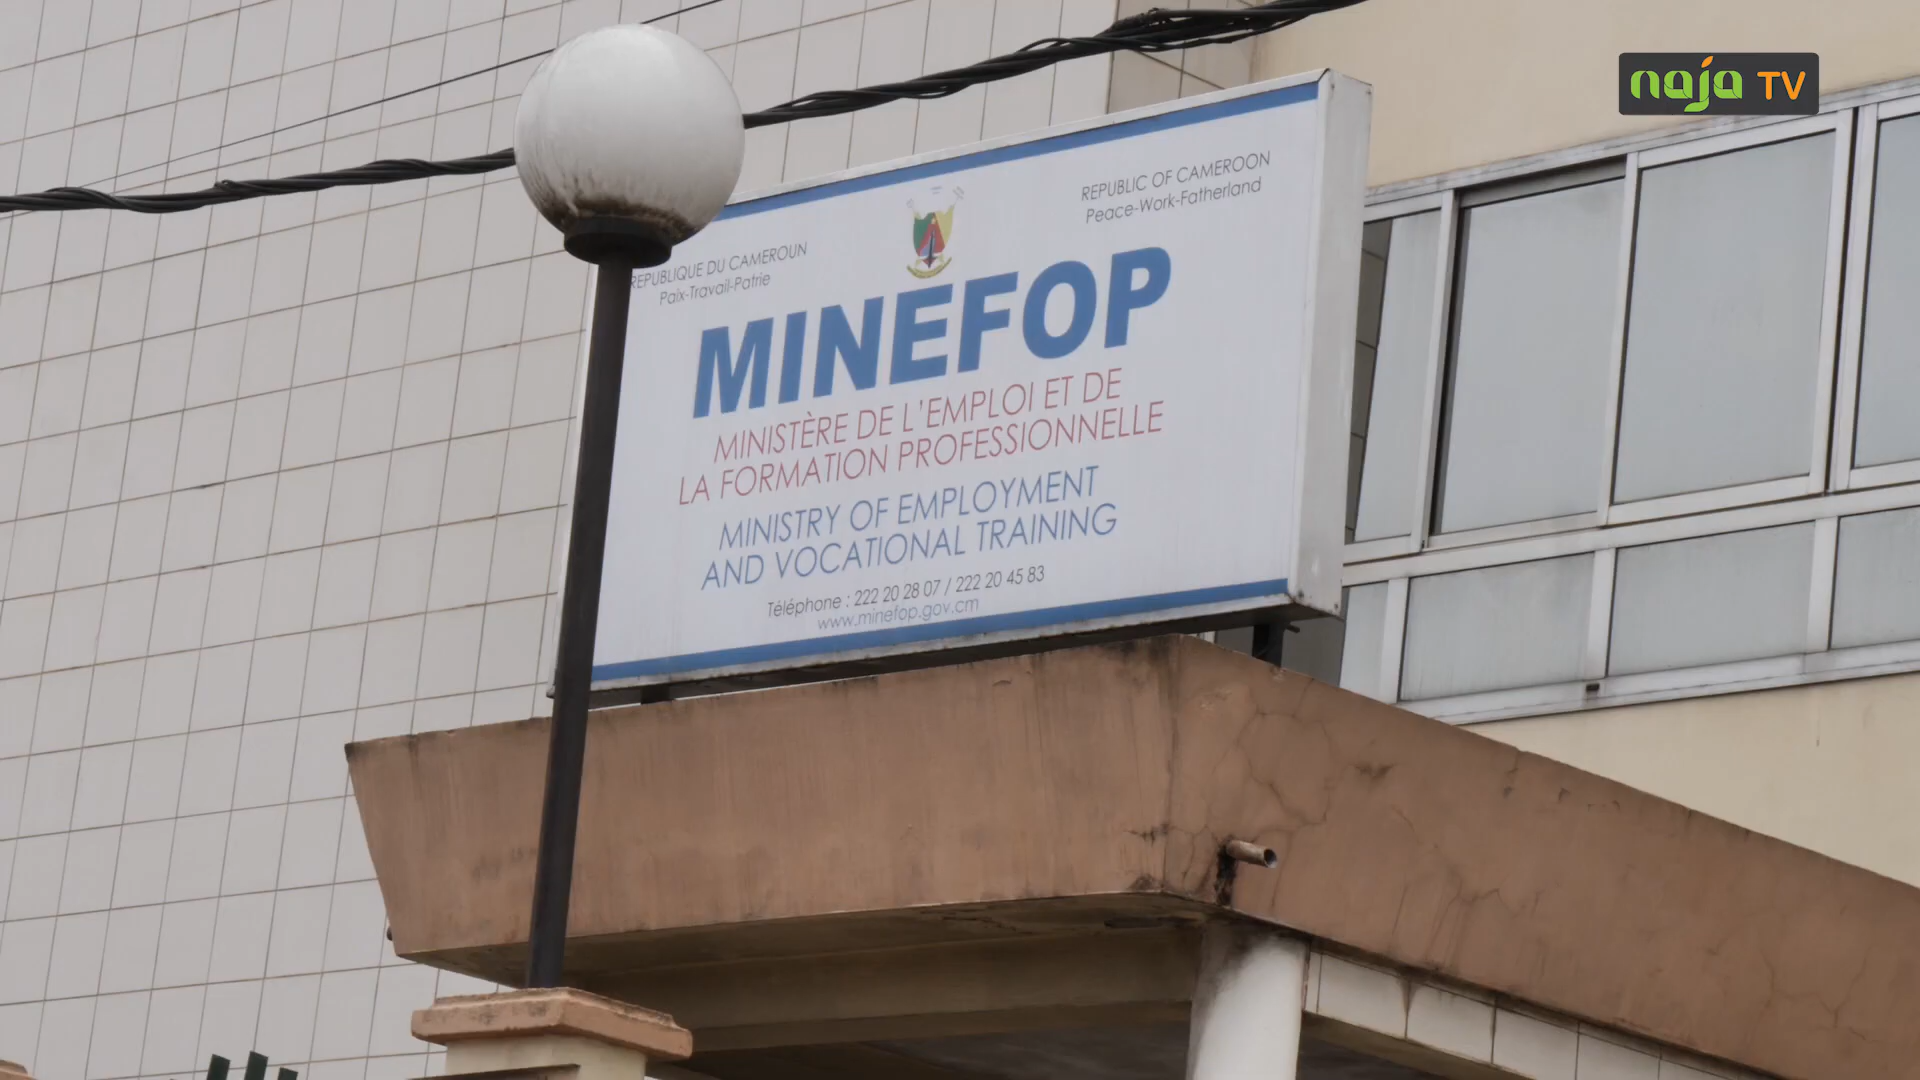 naja TV
REPUBLIQUE DU CAMEROUN
Paix-Travail-Patrie
REPUBLIC OF CAMEROON
Peace-Work-Fatherland
MINEFOP
MINISTÈRE DE L'EMPLOI ET DE
LA FORMATION PROFESSIONNELLE
MINISTRY OF EMPLOYMENT
AND VOCATIONAL TRAINING
Téléphone : 222 20 28 07 / 222 20 45 83
www.minefop.gov.cm